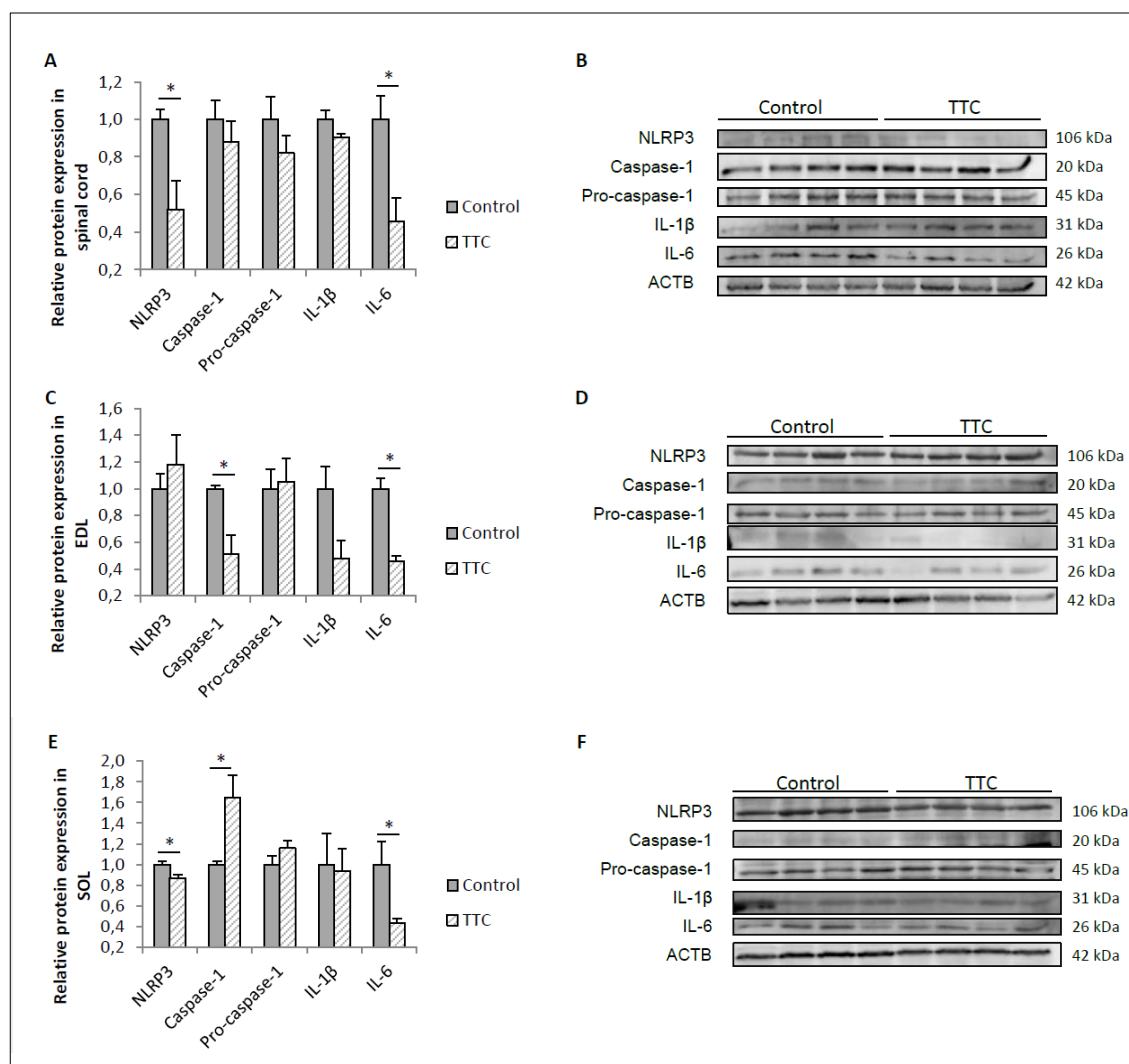 A
Relative protein expression in
spinal cord
1,2
1,0
0,8
0,6
0,4
0,2
*
*
NLRP3
Caspase-1
Pro-caspase-1
IL-1β
IL-6
Control
TTC
B
Control TTC
NLRP3 106 kDa
Caspase-1 20 kDa
Pro-caspase-1 45 kDa
IL-1β 31 kDa
IL-6 26 kDa
ACTB 42 kDa
C
Relative protein expression in
EDL
1,6
1,4
1,2
1,0
0,8
0,6
0,4
0,2
*
*
NLRP3
Caspase-1
Pro-caspase-1
IL-1β
IL-6
Control
TTC
D
Control TTC
NLRP3 106 kDa
Caspase-1 20 kDa
Pro-caspase-1 45 kDa
IL-1β 31 kDa
IL-6 26 kDa
ACTB 42 kDa
E
Relative protein expression in
SOL
2,0
1,8
1,6
1,4
1,2
1,0
0,8
0,6
0,4
0,2
*
*
*
NLRP3
Caspase-1
Pro-caspase-1
IL-1β
IL-6
Control
TTC
F
Control TTC
NLRP3 106 kDa
Caspase-1 20 kDa
Pro-caspase-1 45 kDa
IL-1β 31 kDa
IL-6 26 kDa
ACTB 42 kDa